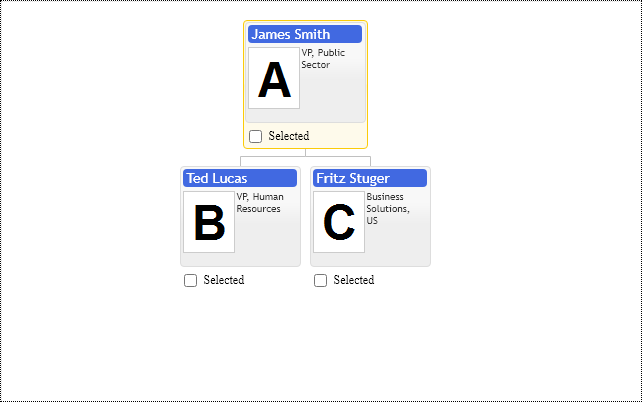 James Smith
VP, Public
Sector
A
Selected
Ted Lucas
VP, Human
Resources
B
Selected
Fritz Stuger
Business
Solutions,
US
C
Selected